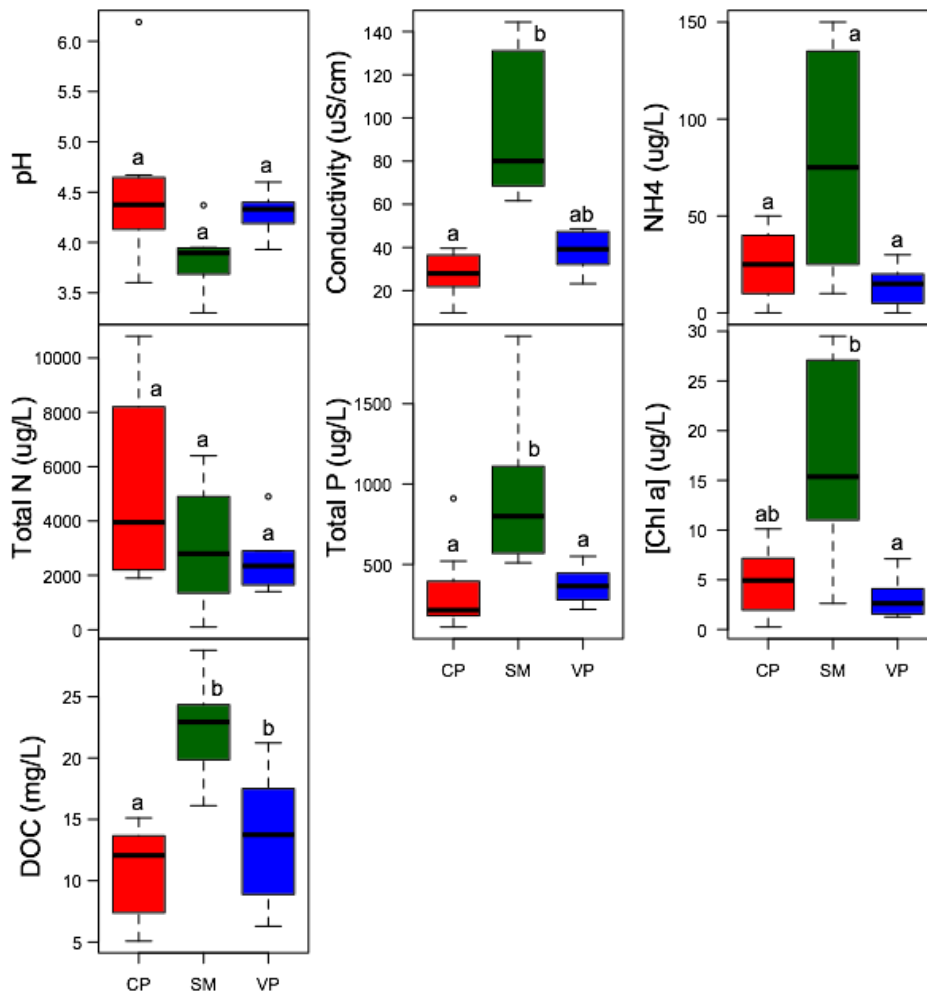 pH
6.0
5.5
5.0
4.5
4.0
3.5
a
a
a
Conductivity (uS/cm)
140
120
100
80
60
40
20
a
b
ab
NH4 (ug/L)
150
100
50
0
a
a
a
Total N (ug/L)
10000
8000
6000
4000
2000
0
a
a
a
Total P (ug/L)
1500
1000
500
a
b
a
CP SM VP
[Chl a] (ug/L)
30
25
20
15
10
5
0
ab
b
a
CP SM VP
DOC (mg/L)
25
20
15
10
5
a
b
b
CP SM VP